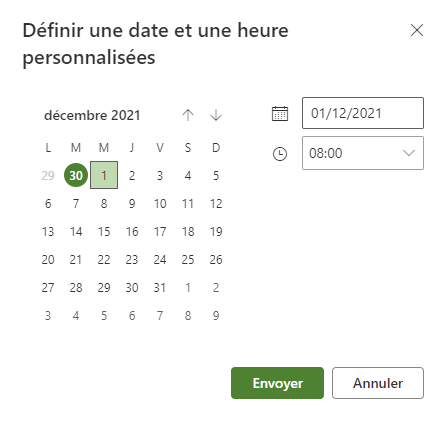 Définir une date et une heure
personnalisées
décembre 2021
01/12/2021
08:00
L M M J V S D
29 30 1 2 3 4 5
6 7 8 9 10 11 12
13 14 15 16 17 18 19
20 21 22 23 24 25 26
27 28 29 30 31 1 2
3 4 5 6 7 8 9
Envoyer Annuler